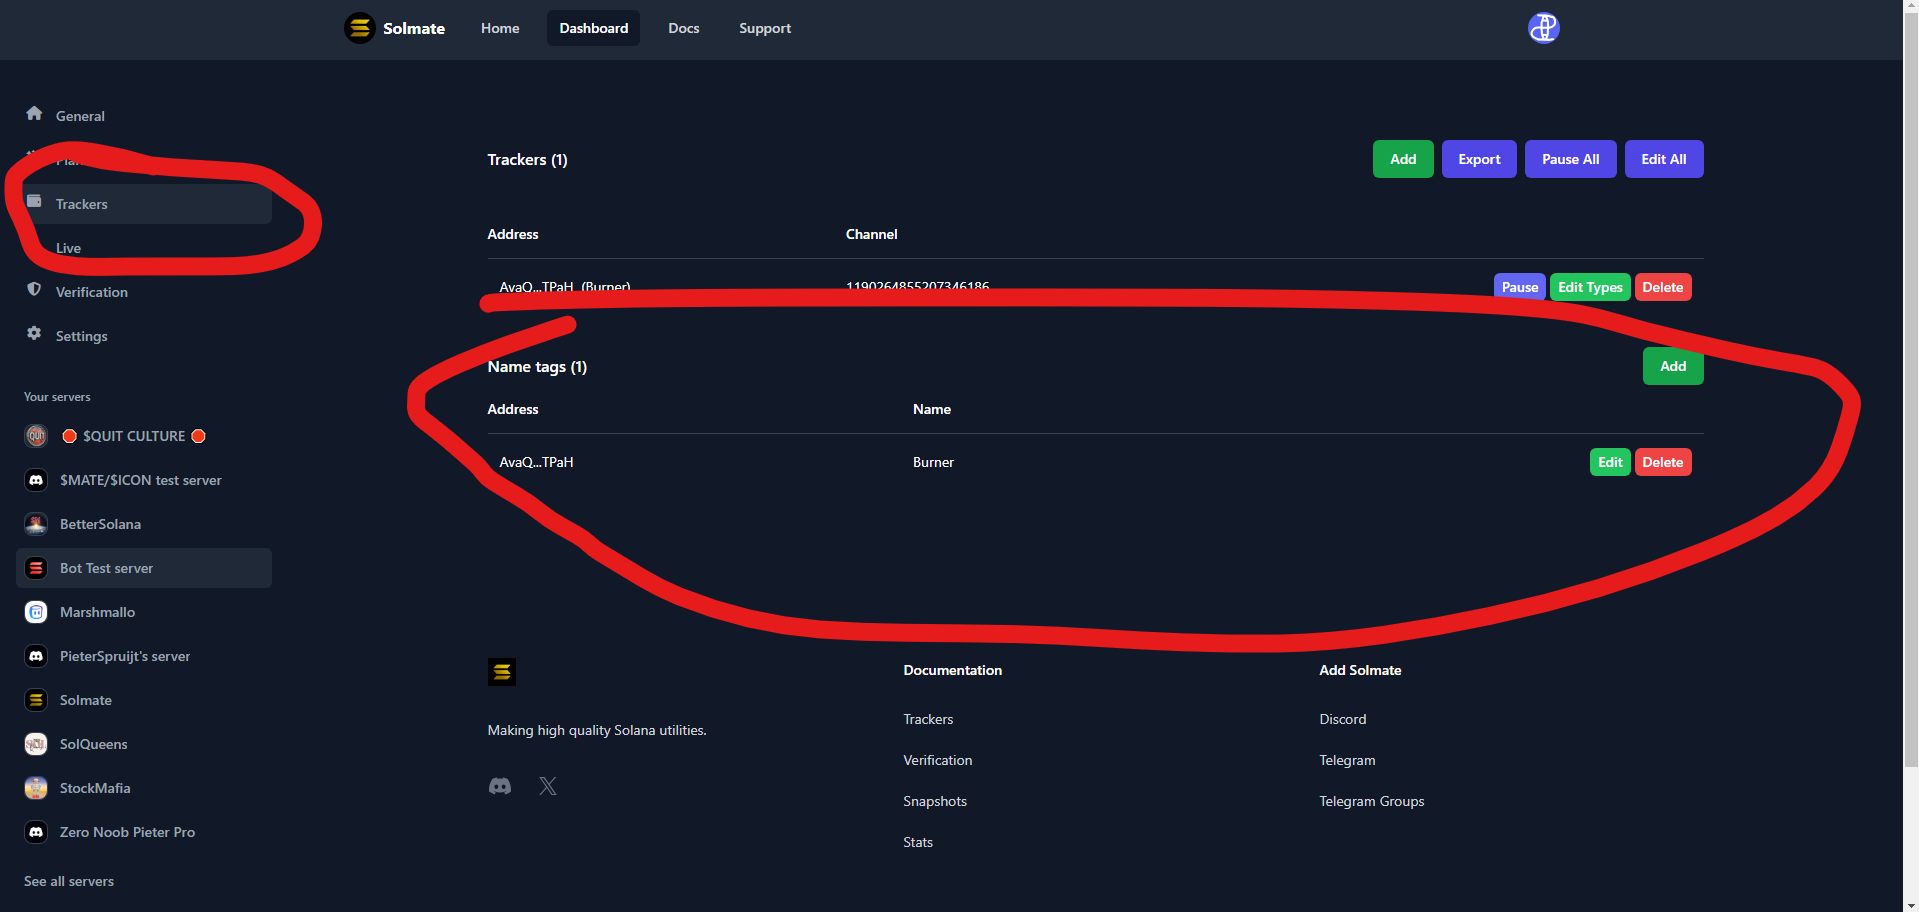 Solmate Home Dashboard Docs Support
General
Trackers
Live
Verification
Settings
Your servers
$QUIT CULTURE
$MATE/$ICON test server
BetterSolana
Bot Test server
Marshmallo
PieterSpruijt's server
Solmate
SolQueens
StockMafia
Zero Noob Pieter Pro
See all servers
Trackers (1) Add Export Pause All Edit All
Address Channel
AvaQ...TPaH (Burner) 1190264855207346186 Pause Edit Types Delete
Name tags (1) Add
Address Name
AvaQ...TPaH Burner Edit Delete
Making high quality Solana utilities.
Documentation
Trackers
Verification
Snapshots
Stats
Add Solmate
Discord
Telegram
Telegram Groups